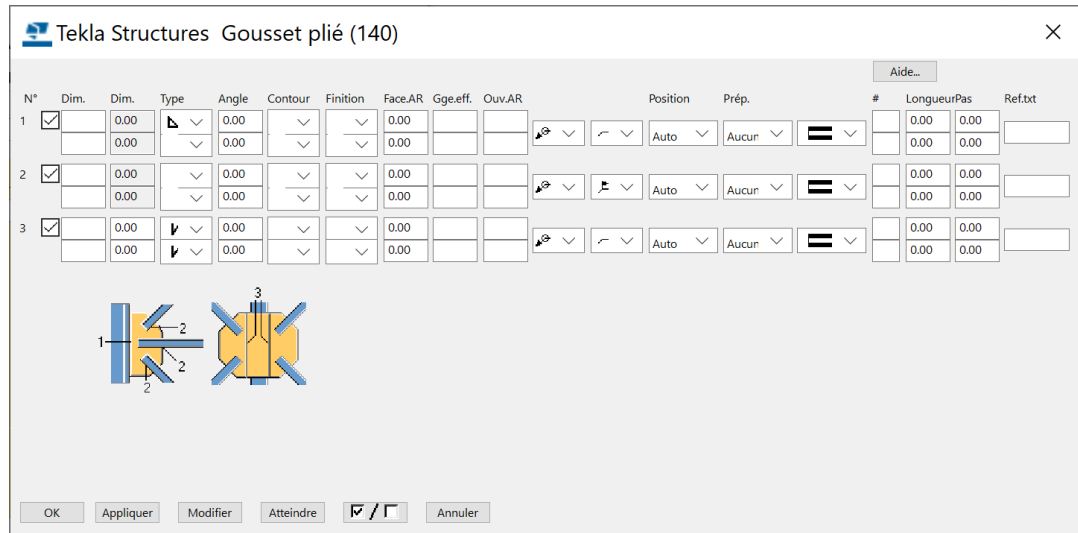 Tekla Structures Gousset plié (140)
Aide...
N° Dim. Dim. Type Angle Contour Finition Face.AR Gge.eff. Ouv.AR Position Prép. # Longueur Pas Ref.txt
1 0.00 0.00 0.00 0.00 0.00
Auto Aucun
0.00 0.00 0.00 0.00 0.00
2 0.00 0.00 0.00 0.00 0.00
Auto Aucun
0.00 0.00 0.00 0.00 0.00
3 0.00 0.00 0.00 0.00 0.00
Auto Aucun
0.00 0.00 0.00 0.00 0.00
3
2
1
2
2
OK Appliquer Modifier Atteindre / Annuler